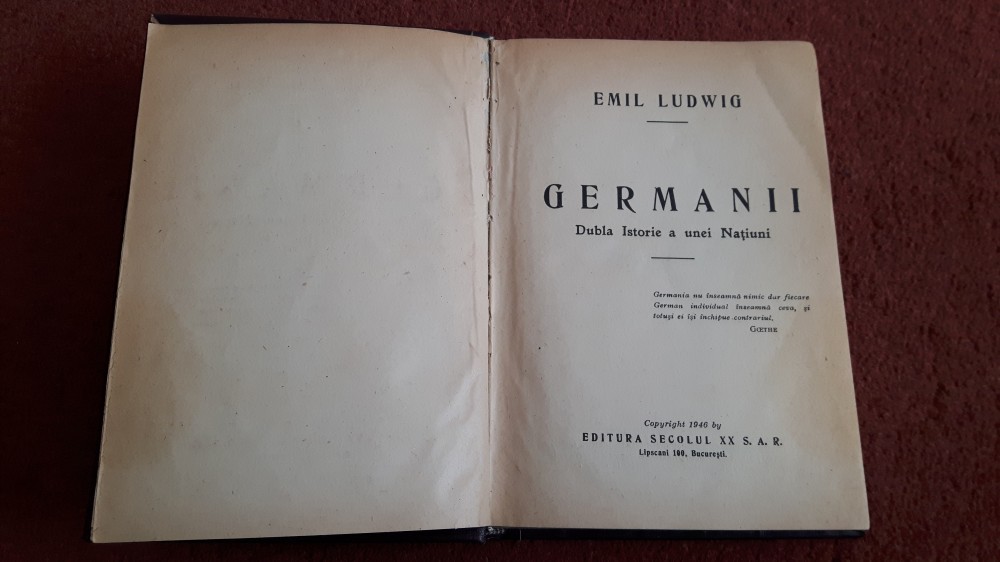 EMIL LUDWIG
GERMANII
Dubla Istorie a unei Națiuni
Germania nu înseamnă nimic dar fiecare
German individual înseamnă ceva, și
totuși ei își închipue contrariul.
GŒTHE
Copyright 1946 by
EDITURA SECOLUL XX S. A. R.
Lipscani 100, București.